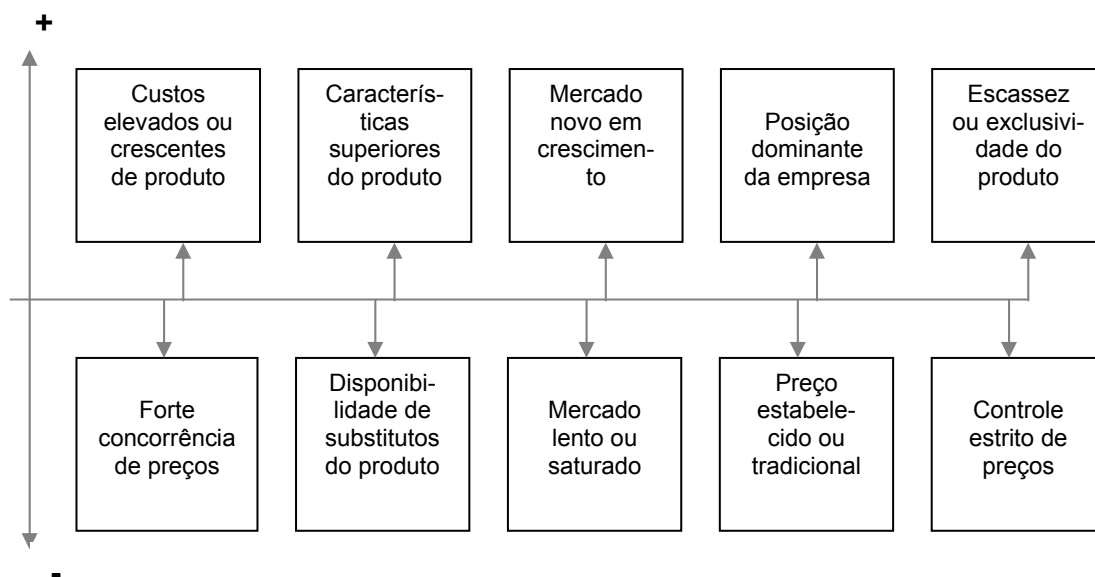 +
Custos
elevados ou
crescentes
de produto
Caracterís-
ticas
superiores
do produto
Mercado
novo em
crescimen-
to
Posição
dominante
da empresa
Escassez
ou exclusivi-
dade do
produto
Forte
concorrência
de preços
Disponibi-
lidade de
substitutos
do produto
Mercado
lento ou
saturado
Preço
estabele-
cido ou
tradicional
Controle
estrito de
preços
-